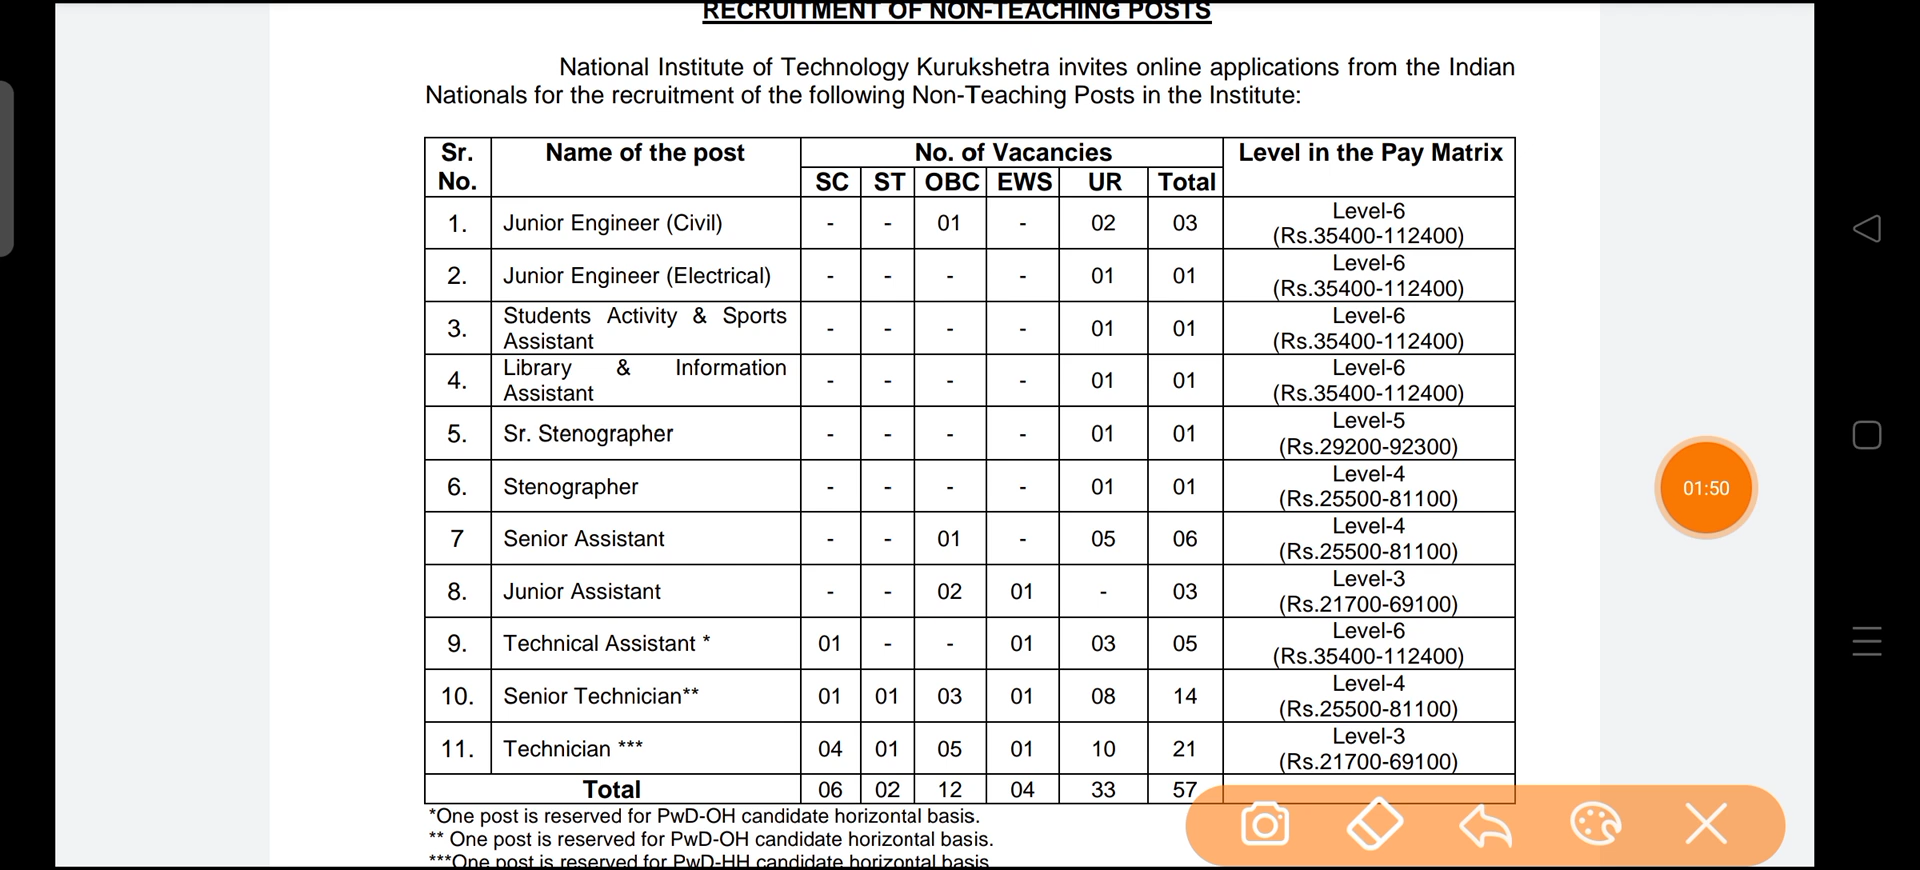 RECRUITMENT OF NON-TEACHING POSTS
National Institute of Technology Kurukshetra invites online applications from the Indian
Nationals for the recruitment of the following Non-Teaching Posts in the Institute:
Sr. No. Name of the post No. of Vacancies Level in the Pay Matrix
SC ST OBC EWS UR Total
1. Junior Engineer (Civil) - - 01 - 02 03 Level-6 (Rs.35400-112400)
2. Junior Engineer (Electrical) - - - - 01 01 Level-6 (Rs.35400-112400)
3. Students Activity & Sports Assistant - - - - 01 01 Level-6 (Rs.35400-112400)
4. Library & Information Assistant - - - - 01 01 Level-6 (Rs.35400-112400)
5. Sr. Stenographer - - - - 01 01 Level-5 (Rs.29200-92300)
6. Stenographer - - - - 01 01 Level-4 (Rs.25500-81100)
7 Senior Assistant - - 01 - 05 06 Level-4 (Rs.25500-81100)
8. Junior Assistant - - 02 01 - 03 Level-3 (Rs.21700-69100)
9. Technical Assistant * 01 - - 01 03 05 Level-6 (Rs.35400-112400)
10. Senior Technician** 01 01 03 01 08 14 Level-4 (Rs.25500-81100)
11. Technician *** 04 01 05 01 10 21 Level-3 (Rs.21700-69100)
Total 06 02 12 04 33 57
*One post is reserved for PwD-OH candidate horizontal basis.
** One post is reserved for PwD-OH candidate horizontal basis.
***One post is reserved for PwD-HH candidate horizontal basis
01:50